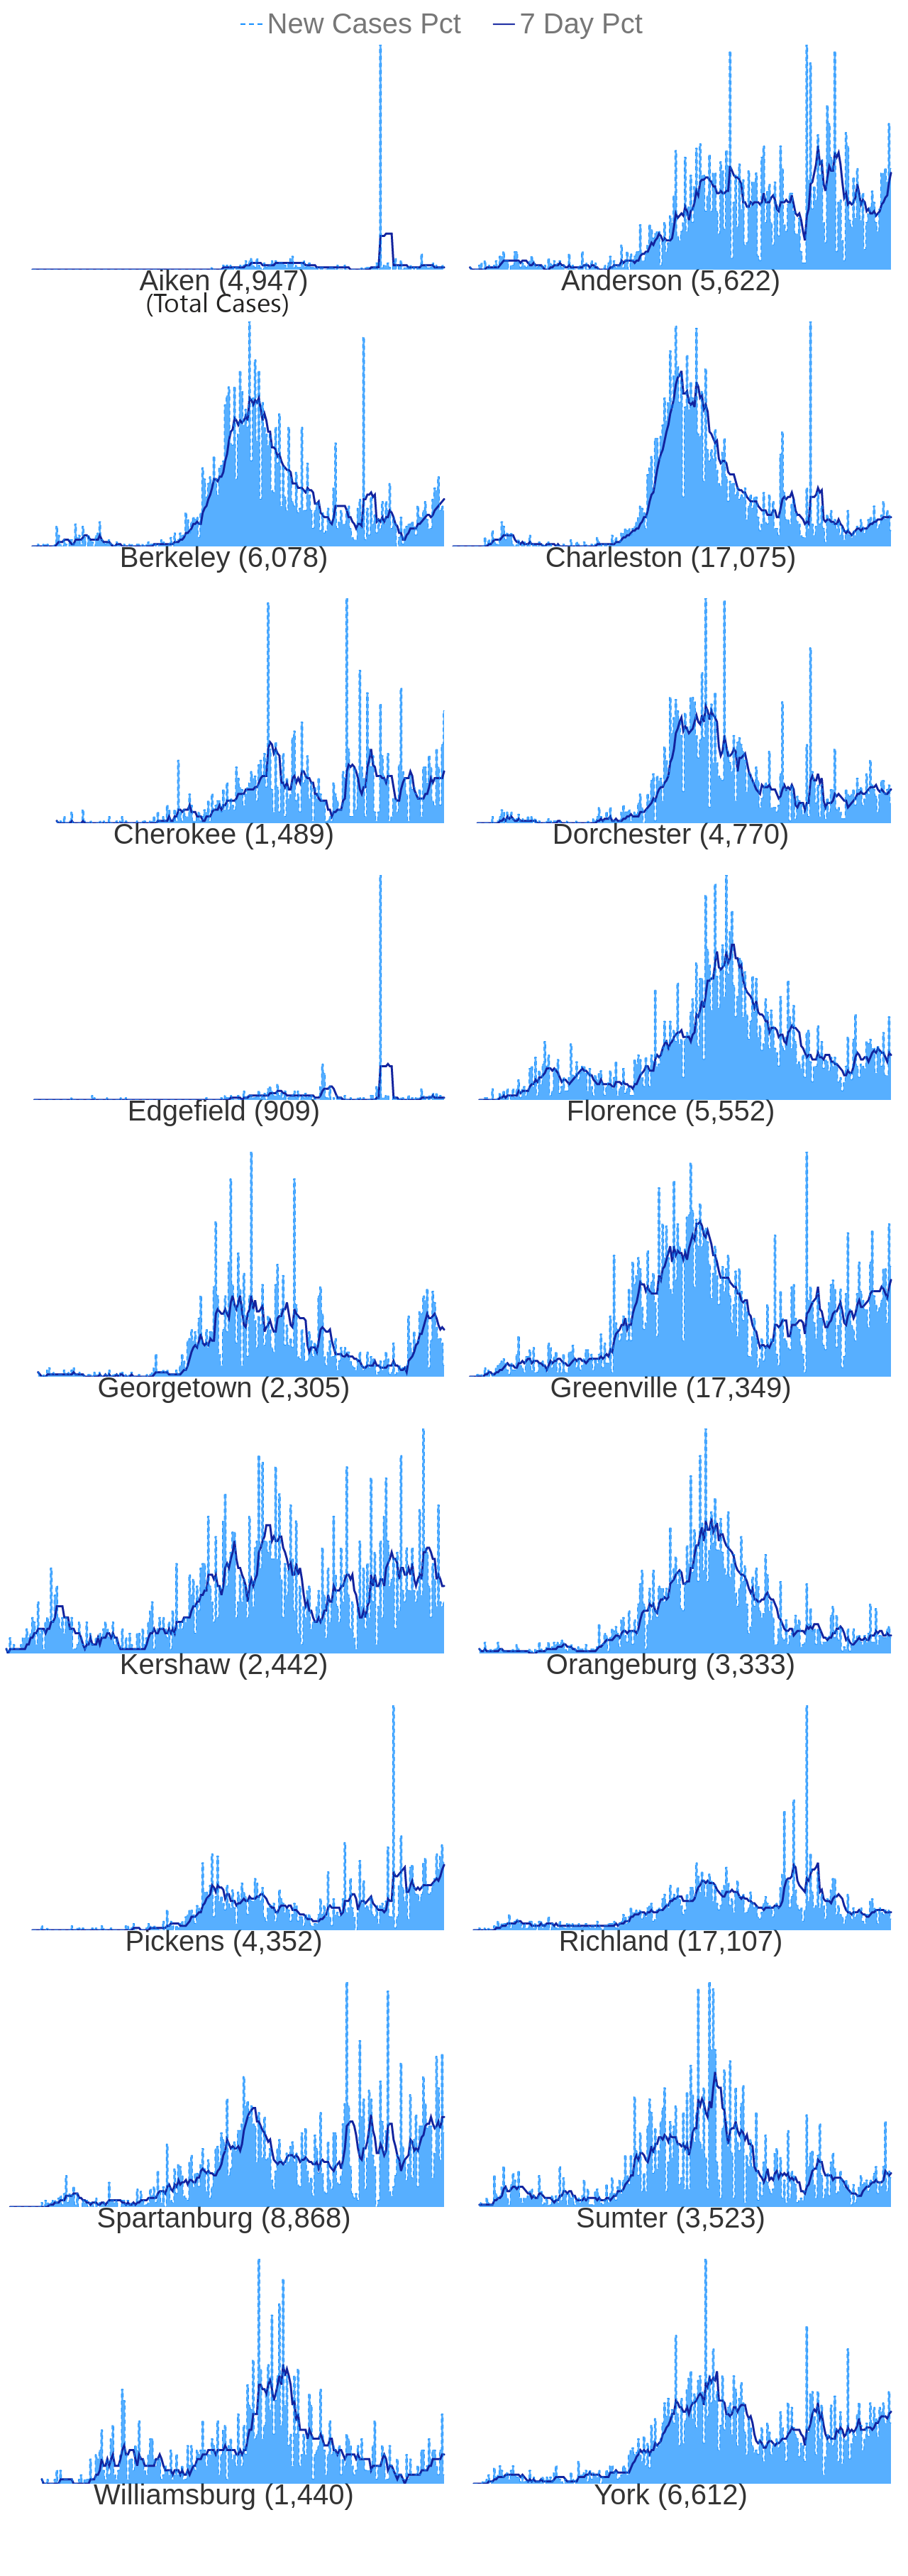 New Cases Pct 7 Day Pct
Aiken (4,947) Anderson (5,622)
(Total Cases)
Berkeley (6,078) Charleston (17,075)
Cherokee (1,489) Dorchester (4,770)
Edgefield (909) Florence (5,552)
Georgetown (2,305) Greenville (17,349)
Kershaw (2,442) Orangeburg (3,333)
Pickens (4,352) Richland (17,107)
Spartanburg (8,868) Sumter (3,523)
Williamsburg (1,440) York (6,612)